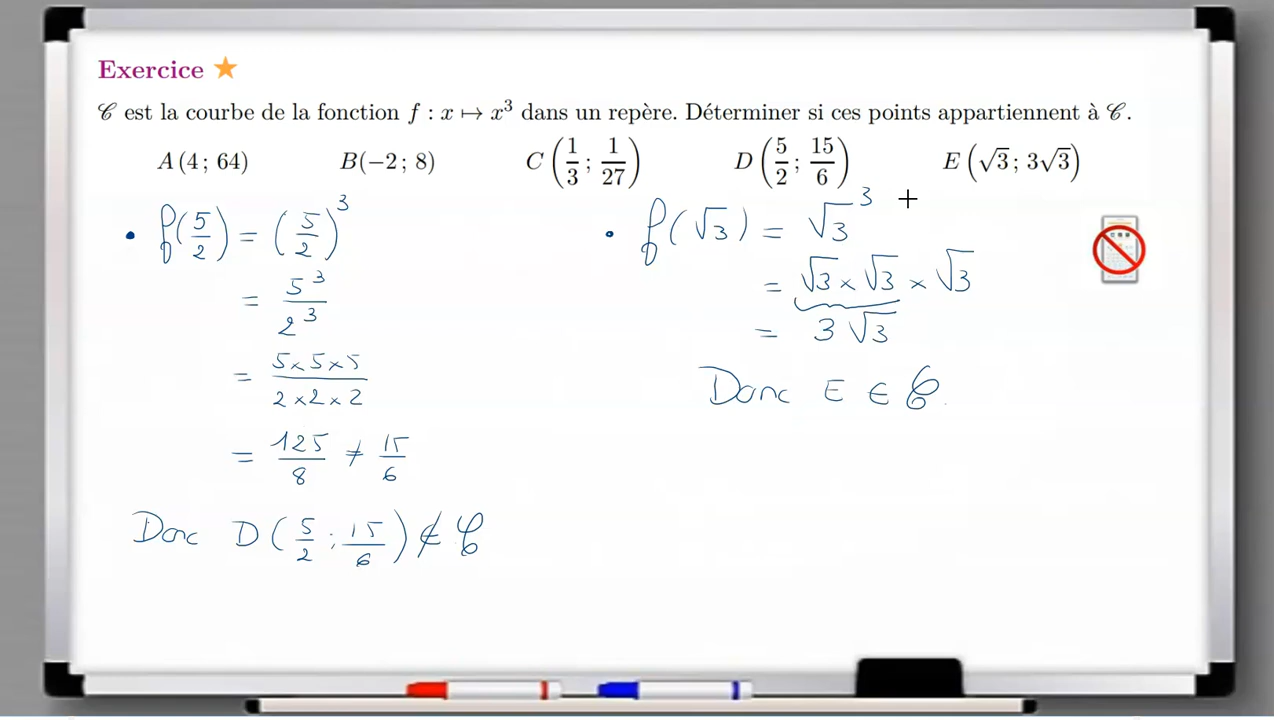 Exercice
𝒞 est la courbe de la fonction f : x ↦ x³ dans un repère. Déterminer si ces points appartiennent à 𝒞.
A (4 ; 64) B(−2 ; 8) C (1/3 ; 1/27) D (5/2 ; 15/6) E (√3 ; 3√3)
• f(5/2) = (5/2)³
= 5³/2³
= 5×5×5/2×2×2
= 125/8 ≠ 15/6
Donc D (5/2 ; 15/6) ∉ 𝒞
• f(√3) = √3³
= √3 × √3 × √3
= 3√3
Donc E ∈ 𝒞.